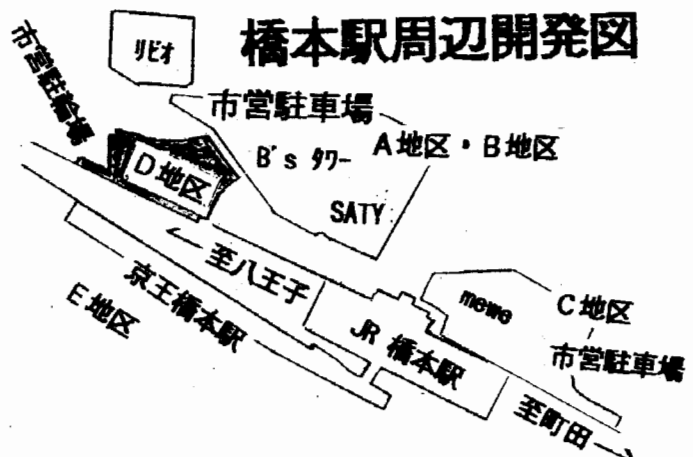 橋本駅周辺開発図
リビオ
市営駐輪場
市営駐車場
B's タワー
A地区・B地区
D地区
SATY
至八王子
京王橋本駅
E地区
mewe
C地区
市営駐車場
JR 橋本駅
至町田